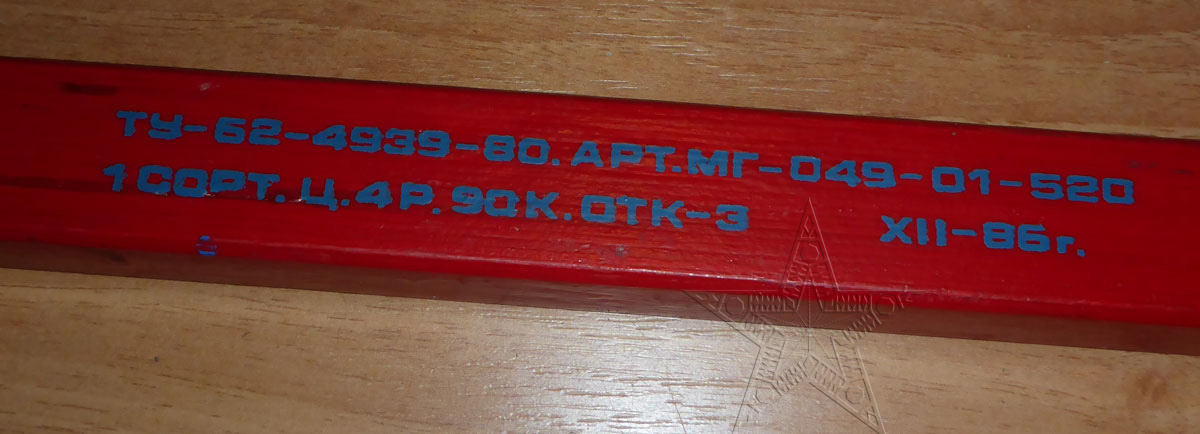 ТУ-62-4939-80.АРТ.МГ-049-01-520
1 СОРТ.Ц.4Р.90К.ОТК-3 XII-86г.